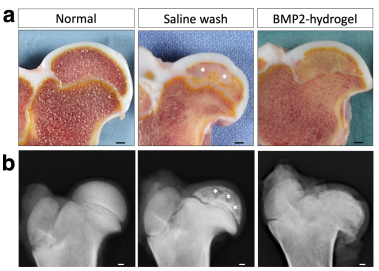 a
Normal
Saline wash
BMP2-hydrogel
* *
b
* * *